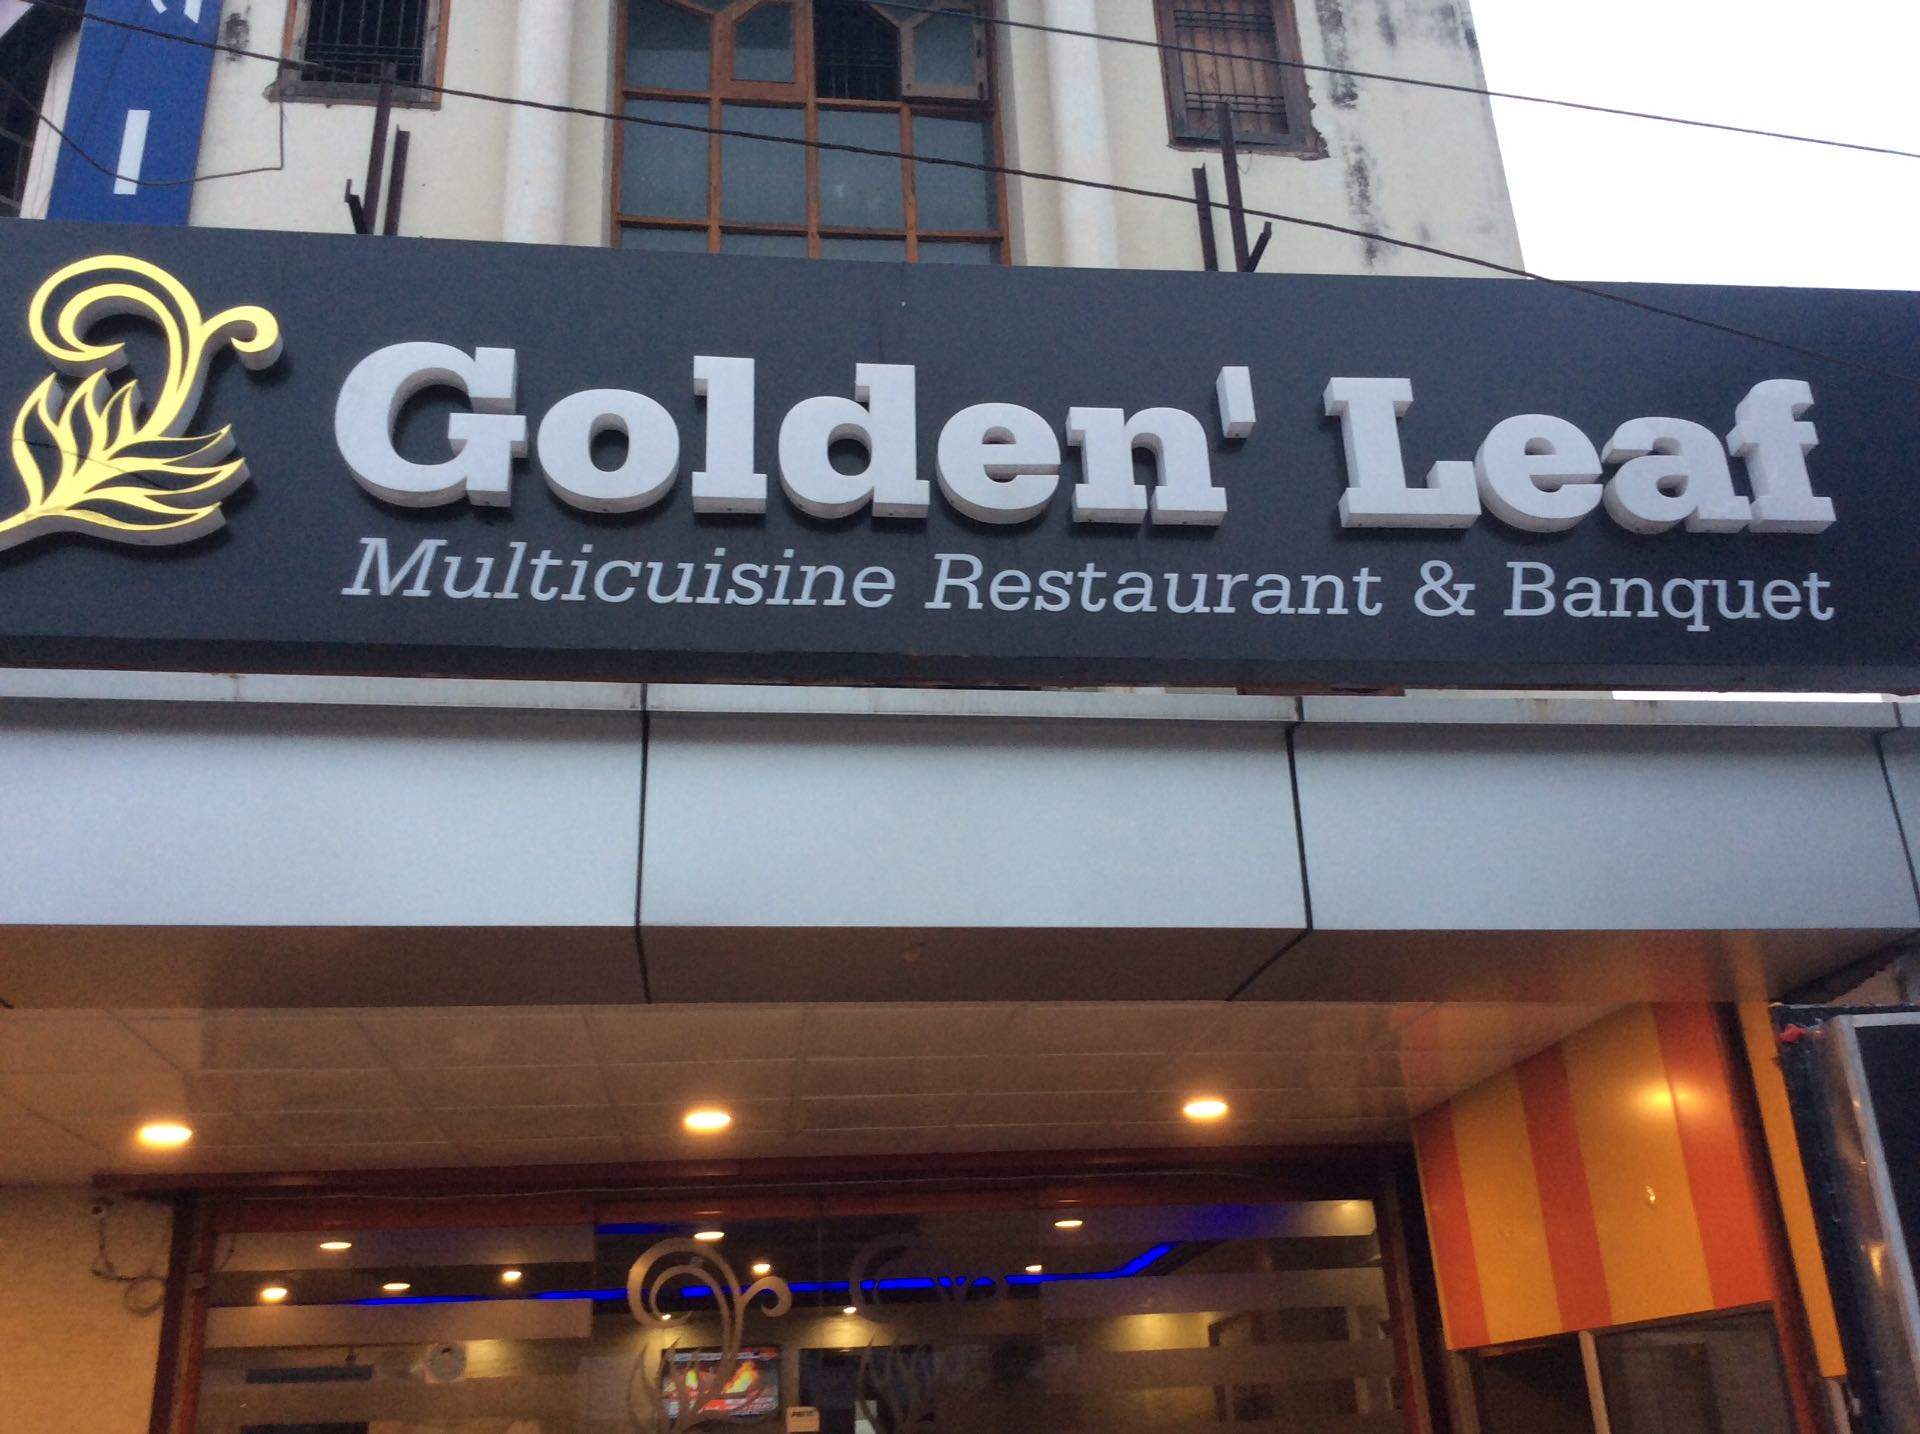 Golden' Leaf
Multicuisine Restaurant & Banquet